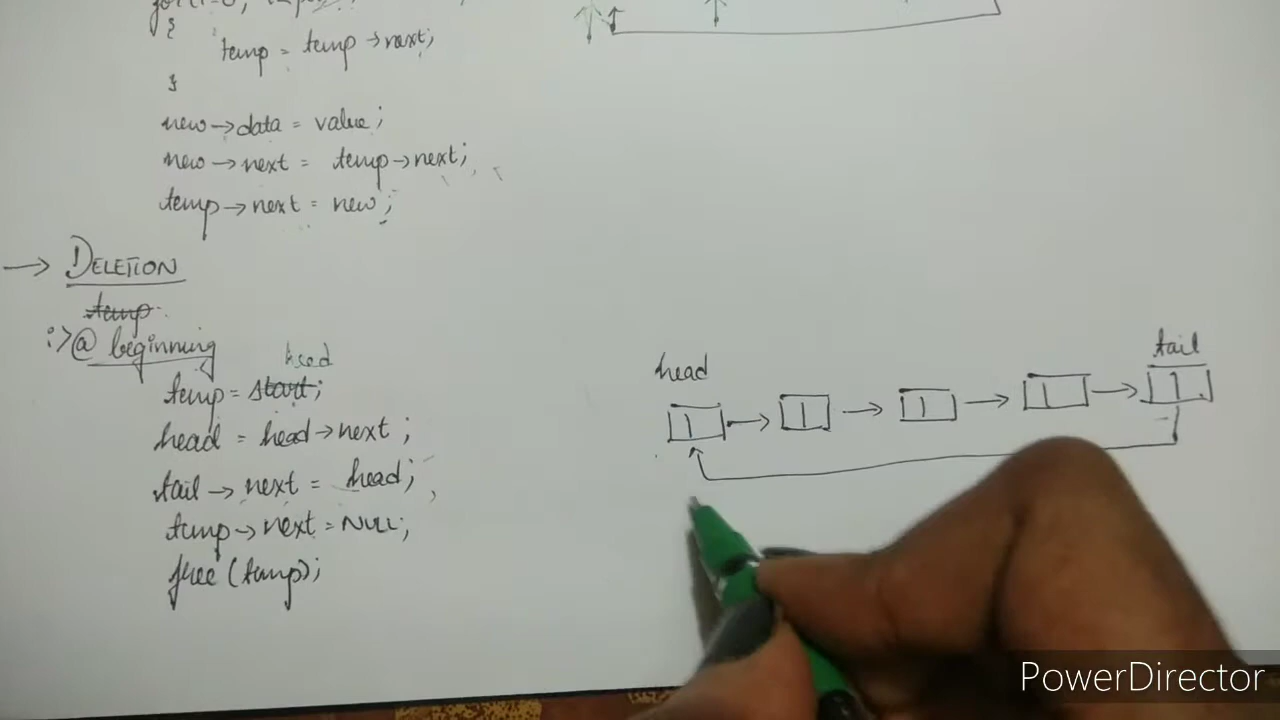 {
temp = temp → next;
}
new → data = value;
new → next = temp → next;
temp → next = new;
→ DELETION
temp
:> @ beginning
head
temp = start;
head = head → next;
tail → next = head;
temp → next = NULL;
free (temp);
head
tail
PowerDirector